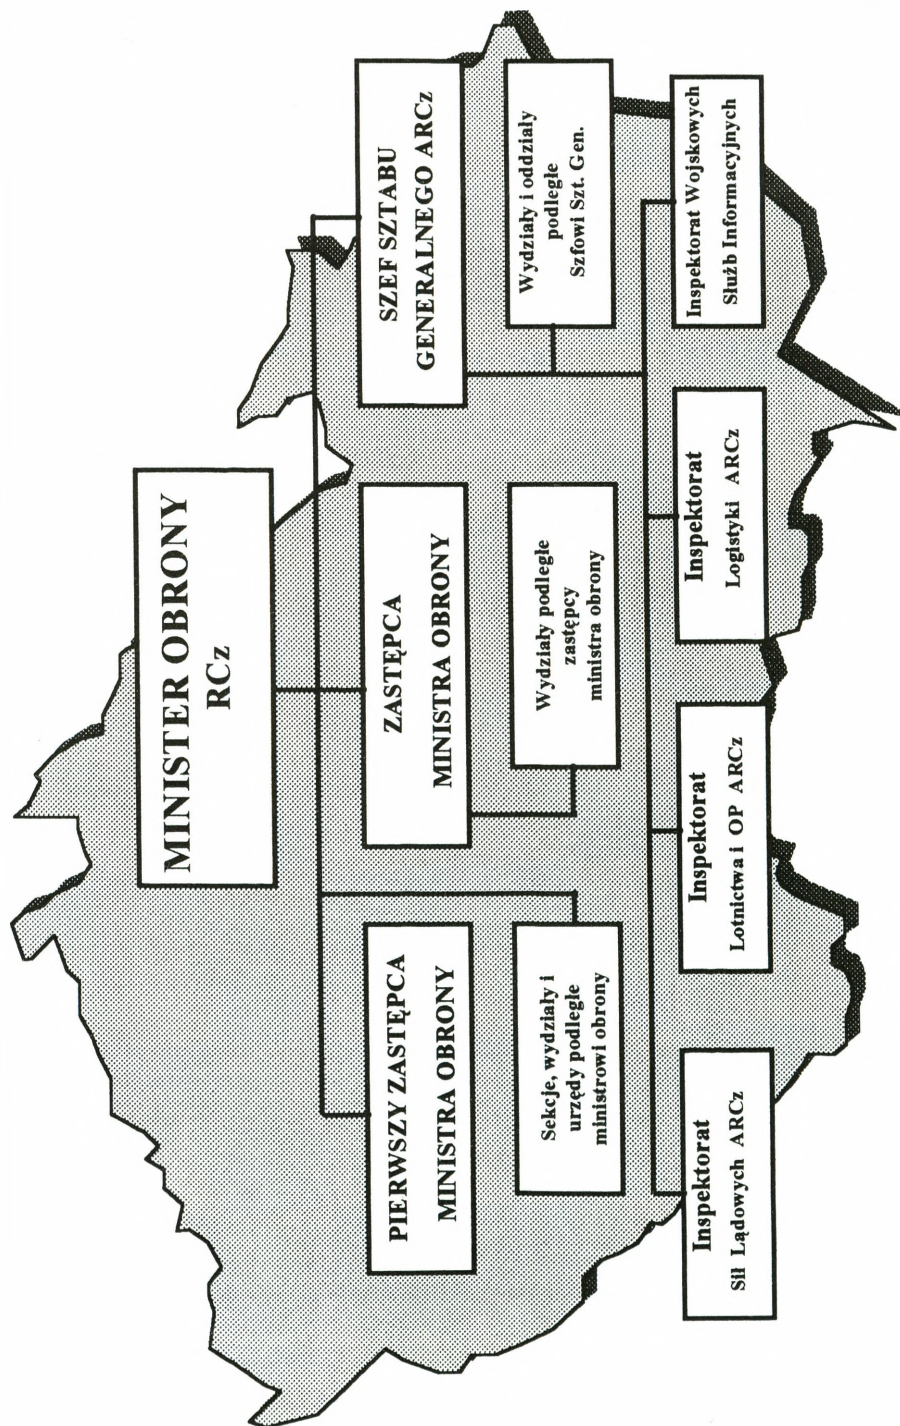 MINISTER OBRONY
RCz
PIERWSZY ZASTĘPCA
MINISTRA OBRONY
ZASTĘPCA
MINISTRA OBRONY
SZEF SZTABU
GENERALNEGO ARCz
Sekcje, wydziały i
urzędy podległe
ministrowi obrony
Wydziały podległe
zastępcy
ministra obrony
Wydziały i oddziały
podległe
Szfowi Szt. Gen.
Inspektorat
Sił Lądowych ARCz
Inspektorat
Lotnictwa i OP ARCz
Inspektorat
Logistyki ARCz
Inspektorat Wojskowych
Służb Informacyjnych